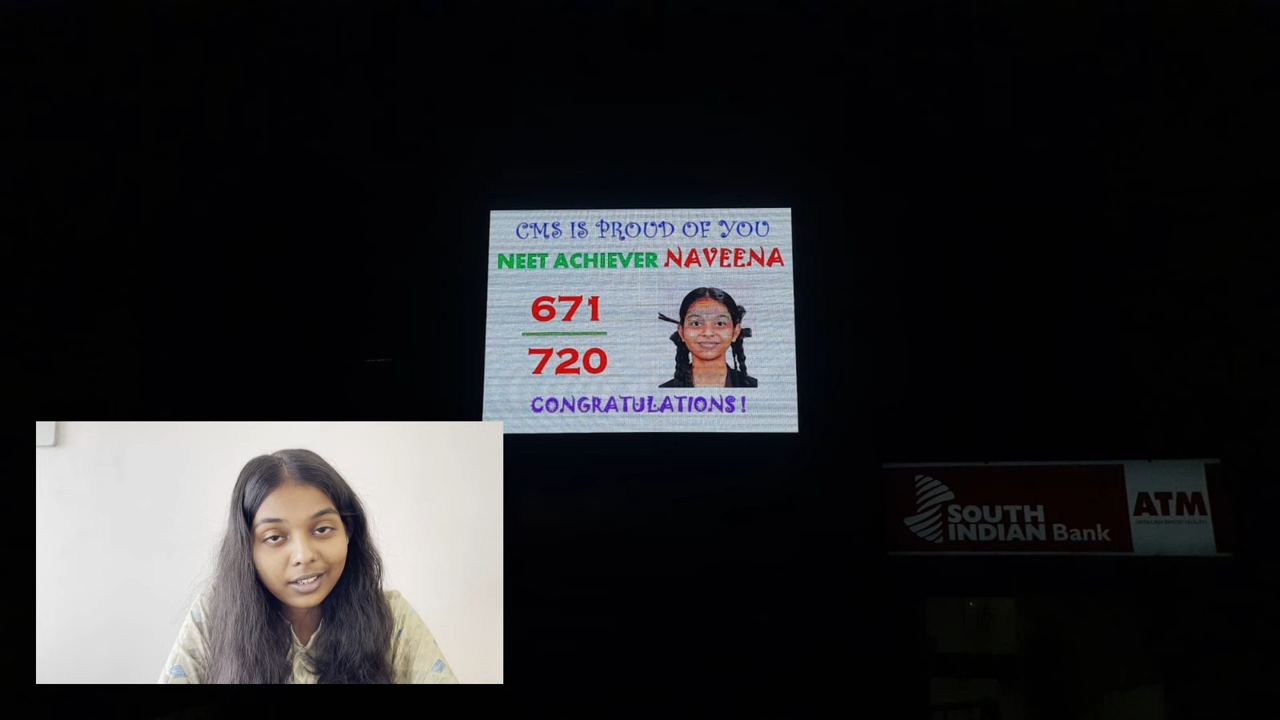 CMS IS PROUD OF YOU
NEET ACHIEVER NAVEENA
671
720
CONGRATULATIONS!
SOUTH
INDIAN Bank
ATM